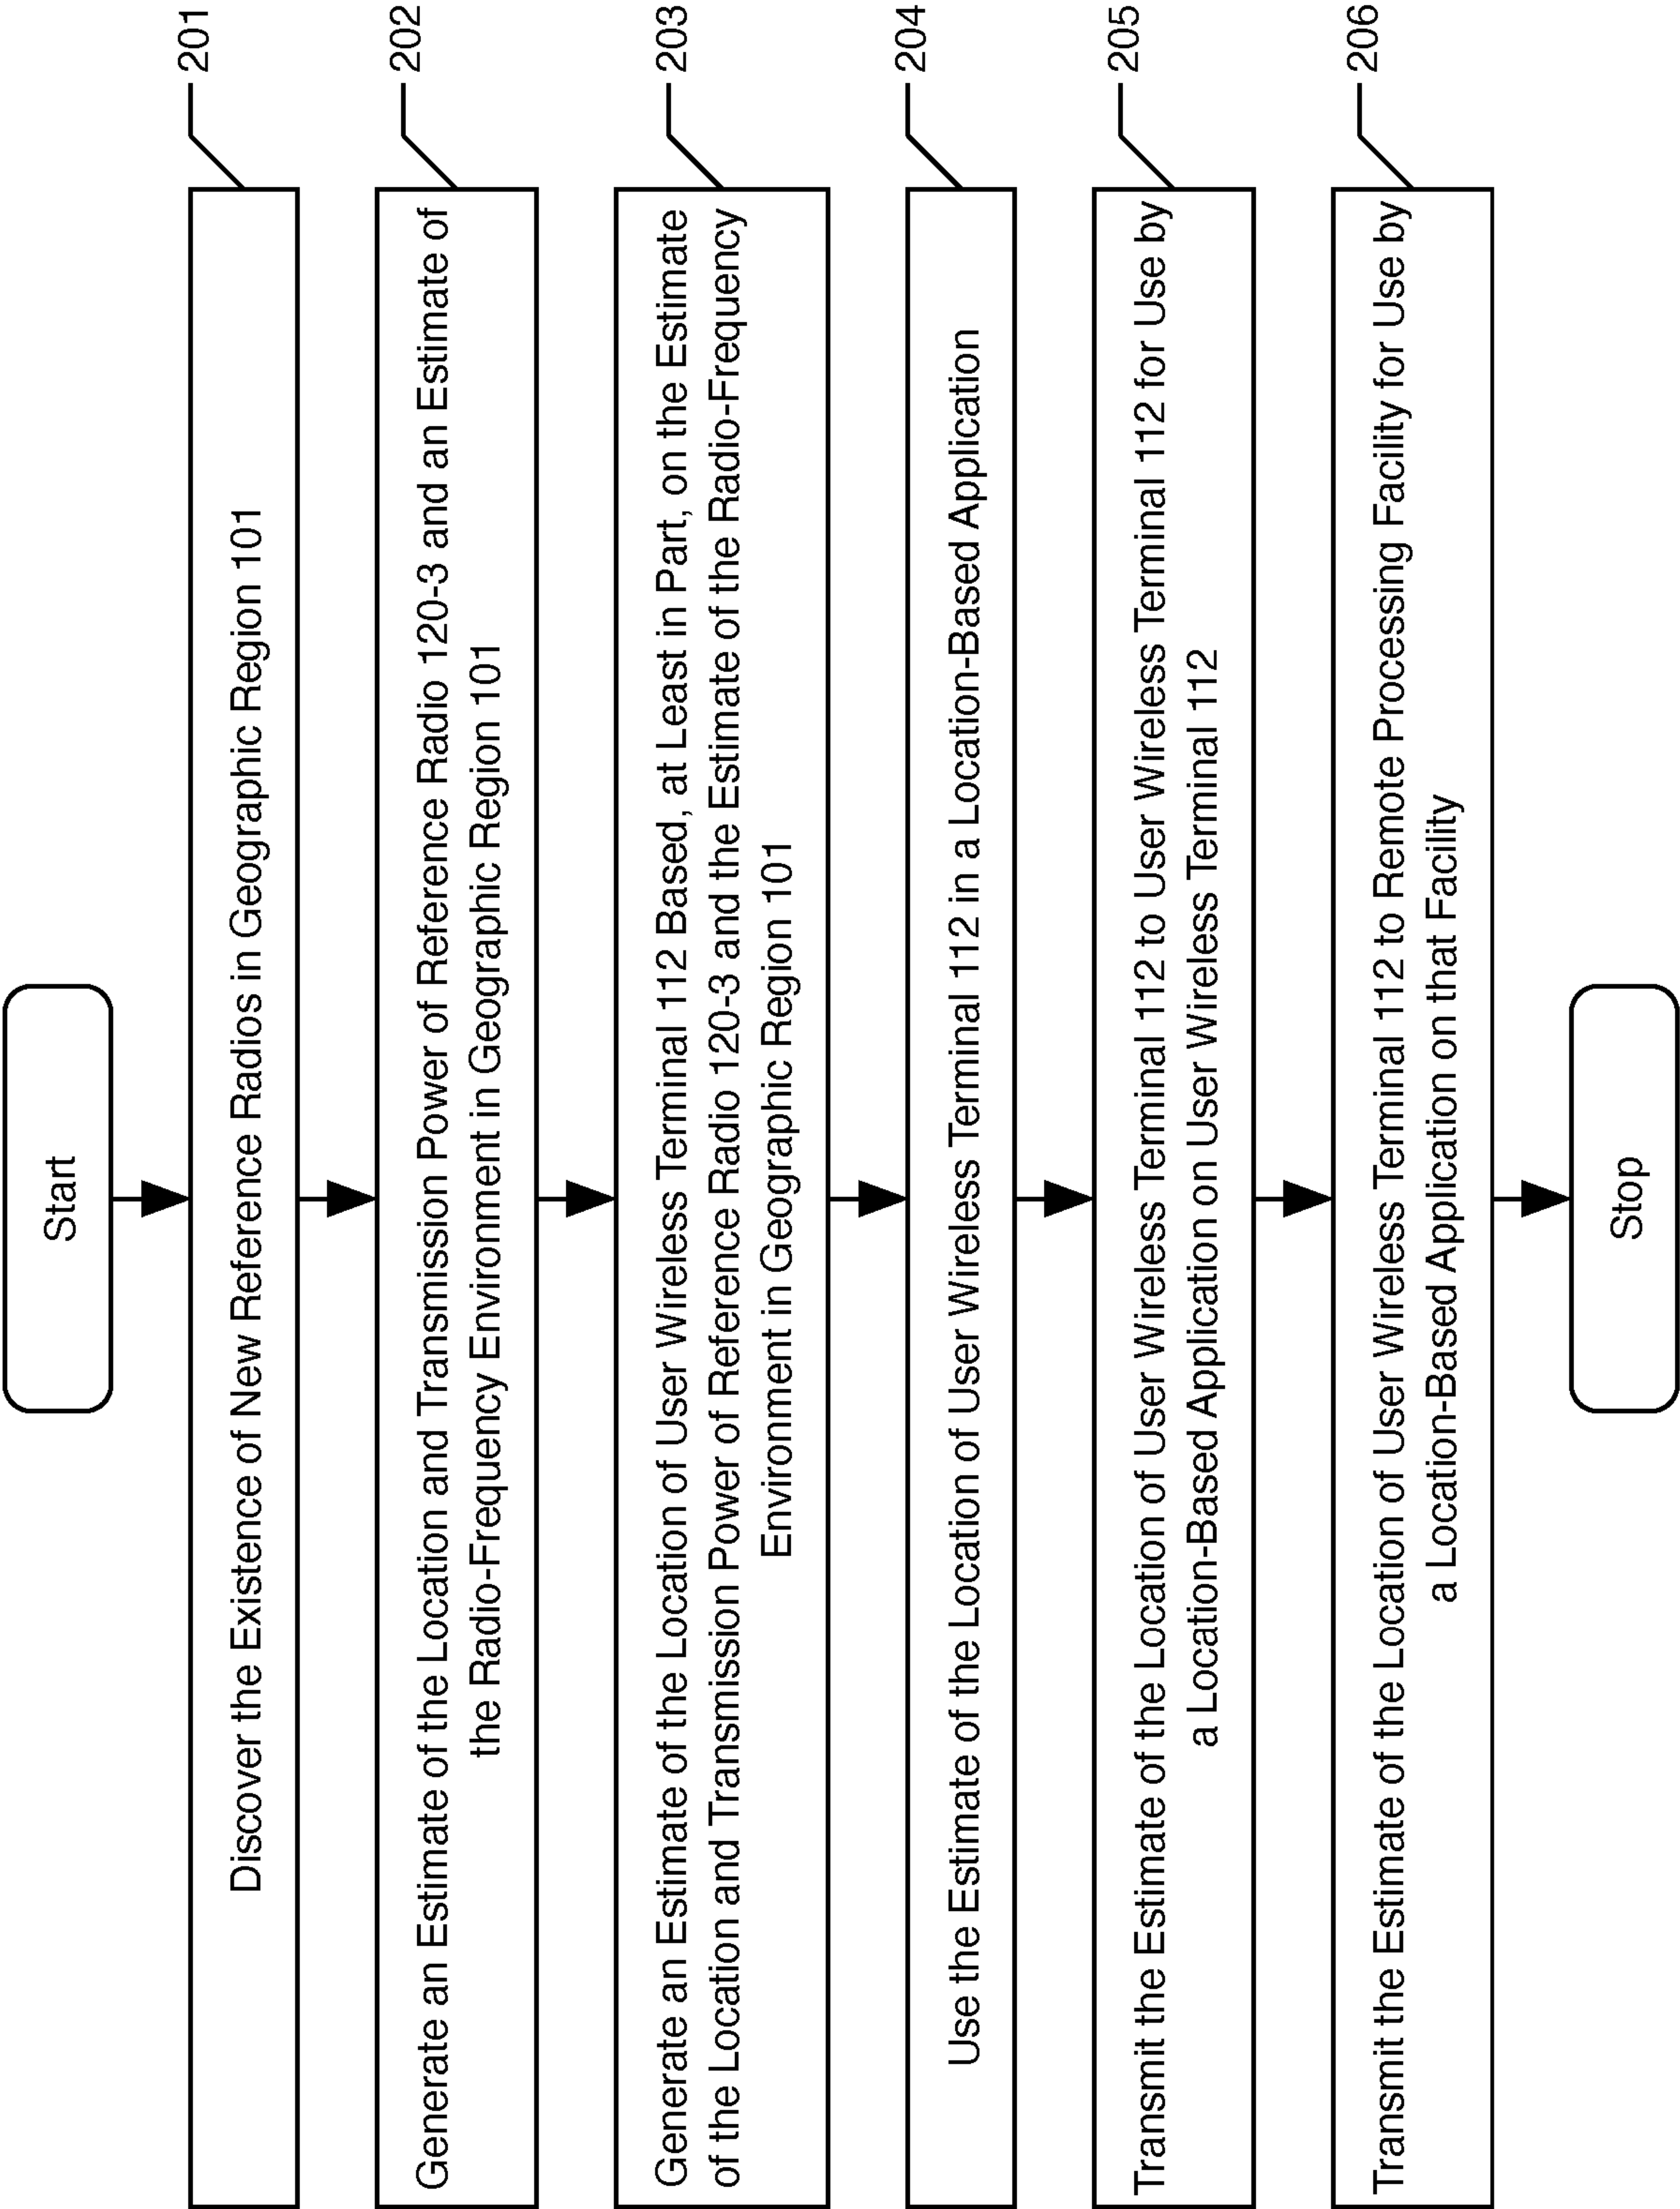 Start
201
Discover the Existence of New Reference Radios in Geographic Region 101
202
Generate an Estimate of the Location and Transmission Power of Reference Radio 120-3 and an Estimate of
the Radio-Frequency Environment in Geographic Region 101
203
Generate an Estimate of the Location of User Wireless Terminal 112 Based, at Least in Part, on the Estimate
of the Location and Transmission Power of Reference Radio 120-3 and the Estimate of the Radio-Frequency
Environment in Geographic Region 101
204
Use the Estimate of the Location of User Wireless Terminal 112 in a Location-Based Application
205
Transmit the Estimate of the Location of User Wireless Terminal 112 to User Wireless Terminal 112 for Use by
a Location-Based Application on User Wireless Terminal 112
206
Transmit the Estimate of the Location of User Wireless Terminal 112 to Remote Processing Facility for Use by
a Location-Based Application on that Facility
Stop